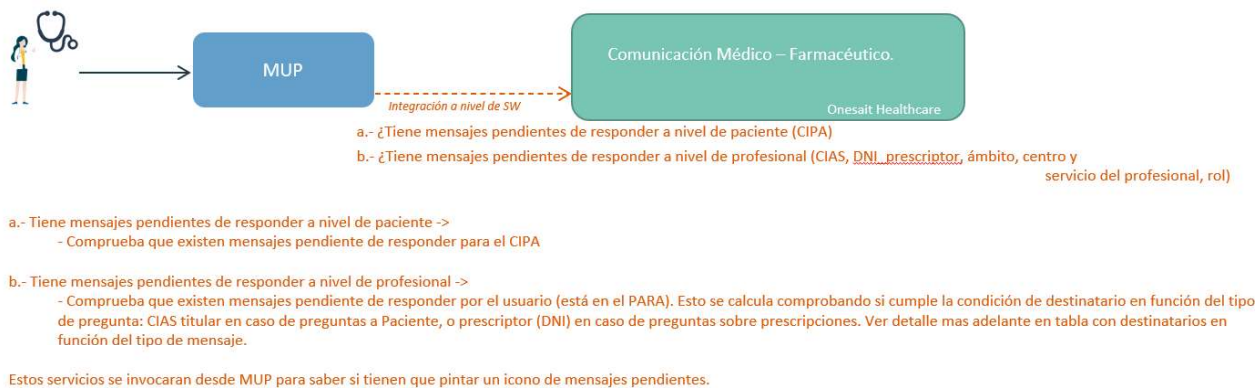 MUP
Comunicación Médico – Farmacéutico.
Integración a nivel de SW
Onesait Healthcare
a.- ¿Tiene mensajes pendientes de responder a nivel de paciente (CIPA)
b.- ¿Tiene mensajes pendientes de responder a nivel de profesional (CIAS, DNI_prescriptor, ámbito, centro y
servicio del profesional, rol)
a.- Tiene mensajes pendientes de responder a nivel de paciente ->
- Comprueba que existen mensajes pendiente de responder para el CIPA
b.- Tiene mensajes pendientes de responder a nivel de profesional ->
- Comprueba que existen mensajes pendiente de responder por el usuario (está en el PARA). Esto se calcula comprobando si cumple la condición de destinatario en función del tipo
de pregunta: CIAS titular en caso de preguntas a Paciente, o prescriptor (DNI) en caso de preguntas sobre prescripciones. Ver detalle mas adelante en tabla con destinatarios en
función del tipo de mensaje.
Estos servicios se invocaran desde MUP para saber si tienen que pintar un icono de mensajes pendientes.